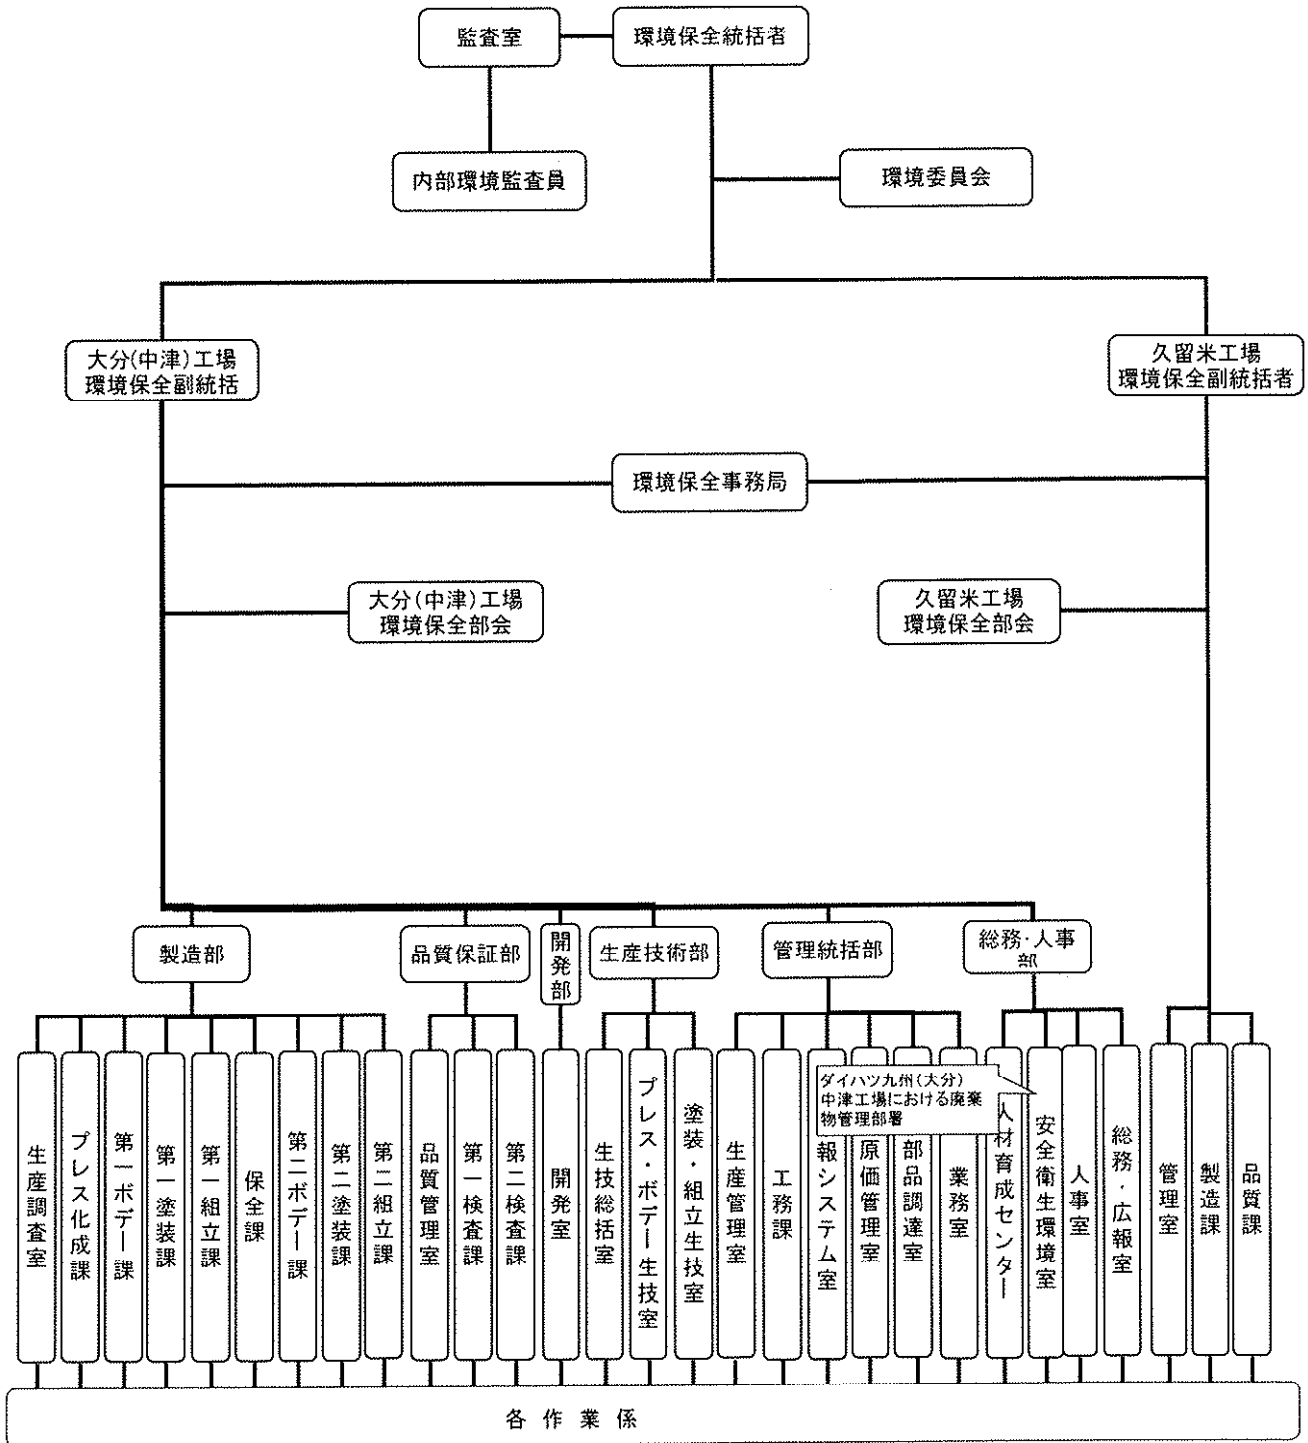 監査室
環境保全統括者
内部環境監査員
環境委員会
大分(中津)工場
環境保全副統括
久留米工場
環境保全副統括者
環境保全事務局
大分(中津)工場
環境保全部会
久留米工場
環境保全部会
製造部
品質保証部
開発部
生産技術部
管理統括部
総務・人事
部
ダイハツ九州(大分)
中津工場における廃棄
物管理部署
生産調査室
プレス化成課
第一ボデー課
第一塗装課
第一組立課
保全課
第二ボデー課
第二塗装課
第二組立課
品質管理室
第一検査課
第二検査課
開発室
生技総括室
プレス・ボデー生技室
塗装・組立生技室
生産管理室
工務課
報システム室
原価管理室
部品調達室
業務室
人材育成センター
安全衛生環境室
人事室
総務・広報室
管理室
製造課
品質課
各作業係